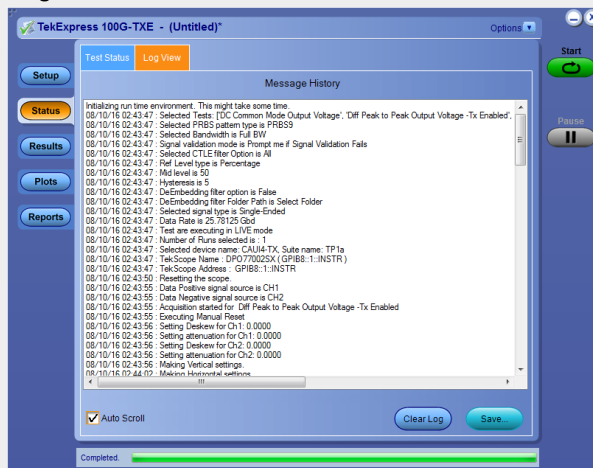 TekExpress 100G-TXE - (Untitled)*
Options
Start
Pause
Setup
Status
Results
Plots
Reports
Test Status
Log View
Message History
Initializing run time environment. This might take some time.
08/10/16 02:43:47 : Selected Tests: ['DC Common Mode Output Voltage', 'Diff Peak to Peak Output Voltage -Tx Enabled',
08/10/16 02:43:47 : Selected PRBS pattern type is PRBS9
08/10/16 02:43:47 : Selected Bandwidth is Full BW
08/10/16 02:43:47 : Signal validation mode is Prompt me if Signal Validation Fails
08/10/16 02:43:47 : Selected CTLE filter Option is All
08/10/16 02:43:47 : Ref Level type is Percentage
08/10/16 02:43:47 : Mid level is 50
08/10/16 02:43:47 : Hysteresis is 5
08/10/16 02:43:47 : DeEmbedding filter option is False
08/10/16 02:43:47 : DeEmbedding filter Folder Path is Select Folder
08/10/16 02:43:47 : Selected signal type is Single-Ended
08/10/16 02:43:47 : Data Rate is 25.78125 Gbd
08/10/16 02:43:47 : Test are executing in LIVE mode
08/10/16 02:43:47 : Number of Runs selected is : 1
08/10/16 02:43:47 : Selected device name: CAUI4-TX, Suite name: TP1a
08/10/16 02:43:47 : TekScope Name : DPO77002SX ( GPIB8::1::INSTR )
08/10/16 02:43:47 : TekScope Address : GPIB8::1::INSTR
08/10/16 02:43:50 : Resetting the scope.
08/10/16 02:43:55 : Data Positive signal source is CH1
08/10/16 02:43:55 : Data Negative signal source is CH2
08/10/16 02:43:55 : Acquisition started for Diff Peak to Peak Output Voltage -Tx Enabled
08/10/16 02:43:55 : Executing Manual Reset
08/10/16 02:43:56 : Setting Deskew for Ch1: 0.0000
08/10/16 02:43:56 : Setting attenuation for Ch1: 0.0000
08/10/16 02:43:56 : Setting Deskew for Ch2: 0.0000
08/10/16 02:43:56 : Setting attenuation for Ch2: 0.0000
08/10/16 02:43:56 : Making Vertical settings.
08/10/16 02:44:02 : Making Horizontal settings
Auto Scroll
Clear Log
Save...
Completed.